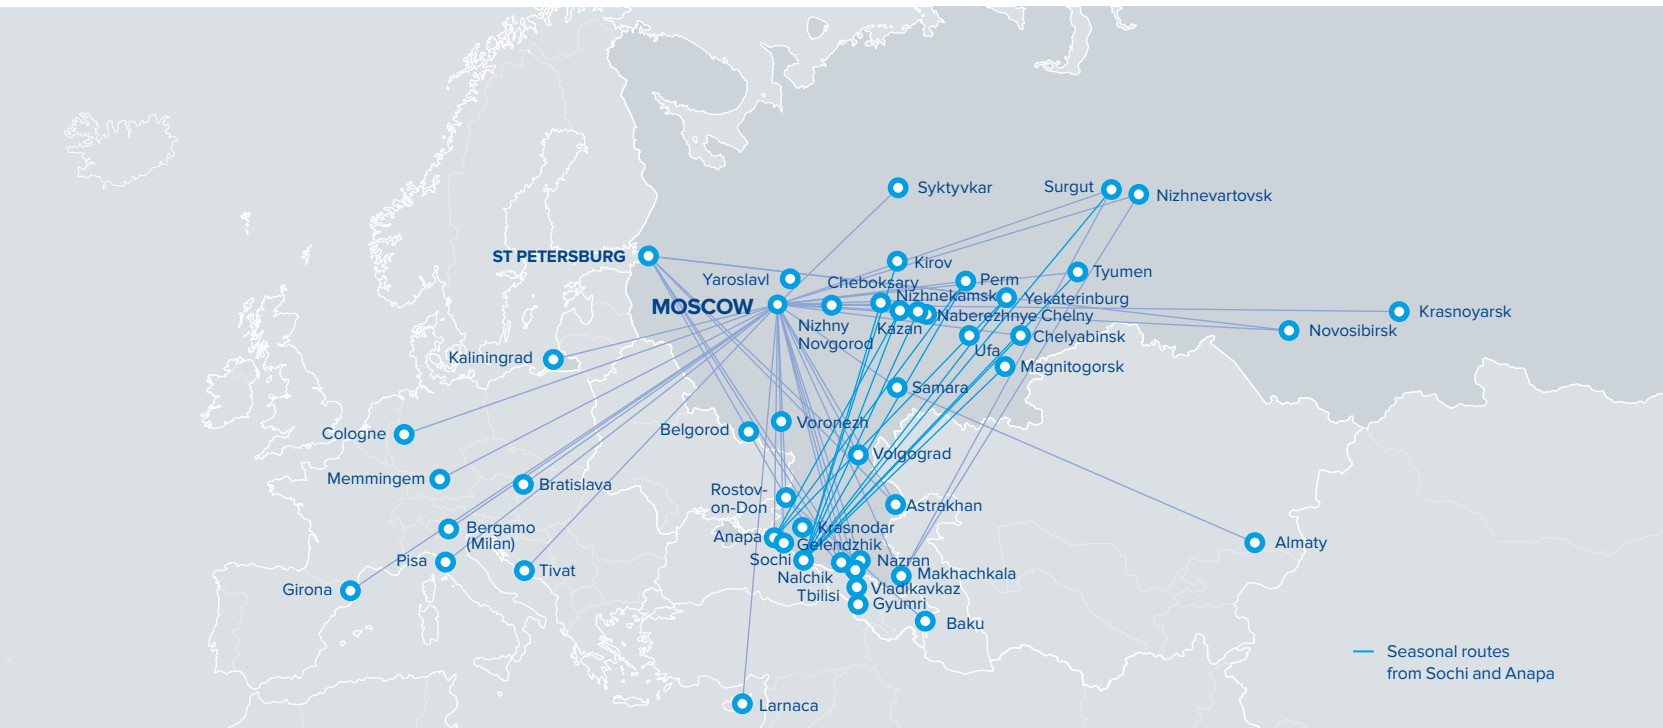 Syktyvkar
Surgut
Nizhnevartovsk
ST PETERSBURG
Kirov
Yaroslavl
Cheboksary
Perm
Tyumen
MOSCOW
Nizhnekamsk
Yekaterinburg
Nizhny
Novgorod
Kazan
Naberezhnye Chelny
Krasnoyarsk
Novosibirsk
Chelyabinsk
Ufa
Kaliningrad
Magnitogorsk
Samara
Cologne
Belgorod
Voronezh
Volgograd
Memmingem
Bratislava
Rostov-
on-Don
Astrakhan
Bergamo
(Milan)
Krasnodar
Anapa
Gelendzhik
Almaty
Pisa
Tivat
Sochi
Nazran
Nalchik
Makhachkala
Girona
Tbilisi
Vladikavkaz
Gyumri
Baku
Seasonal routes
from Sochi and Anapa
Larnaca